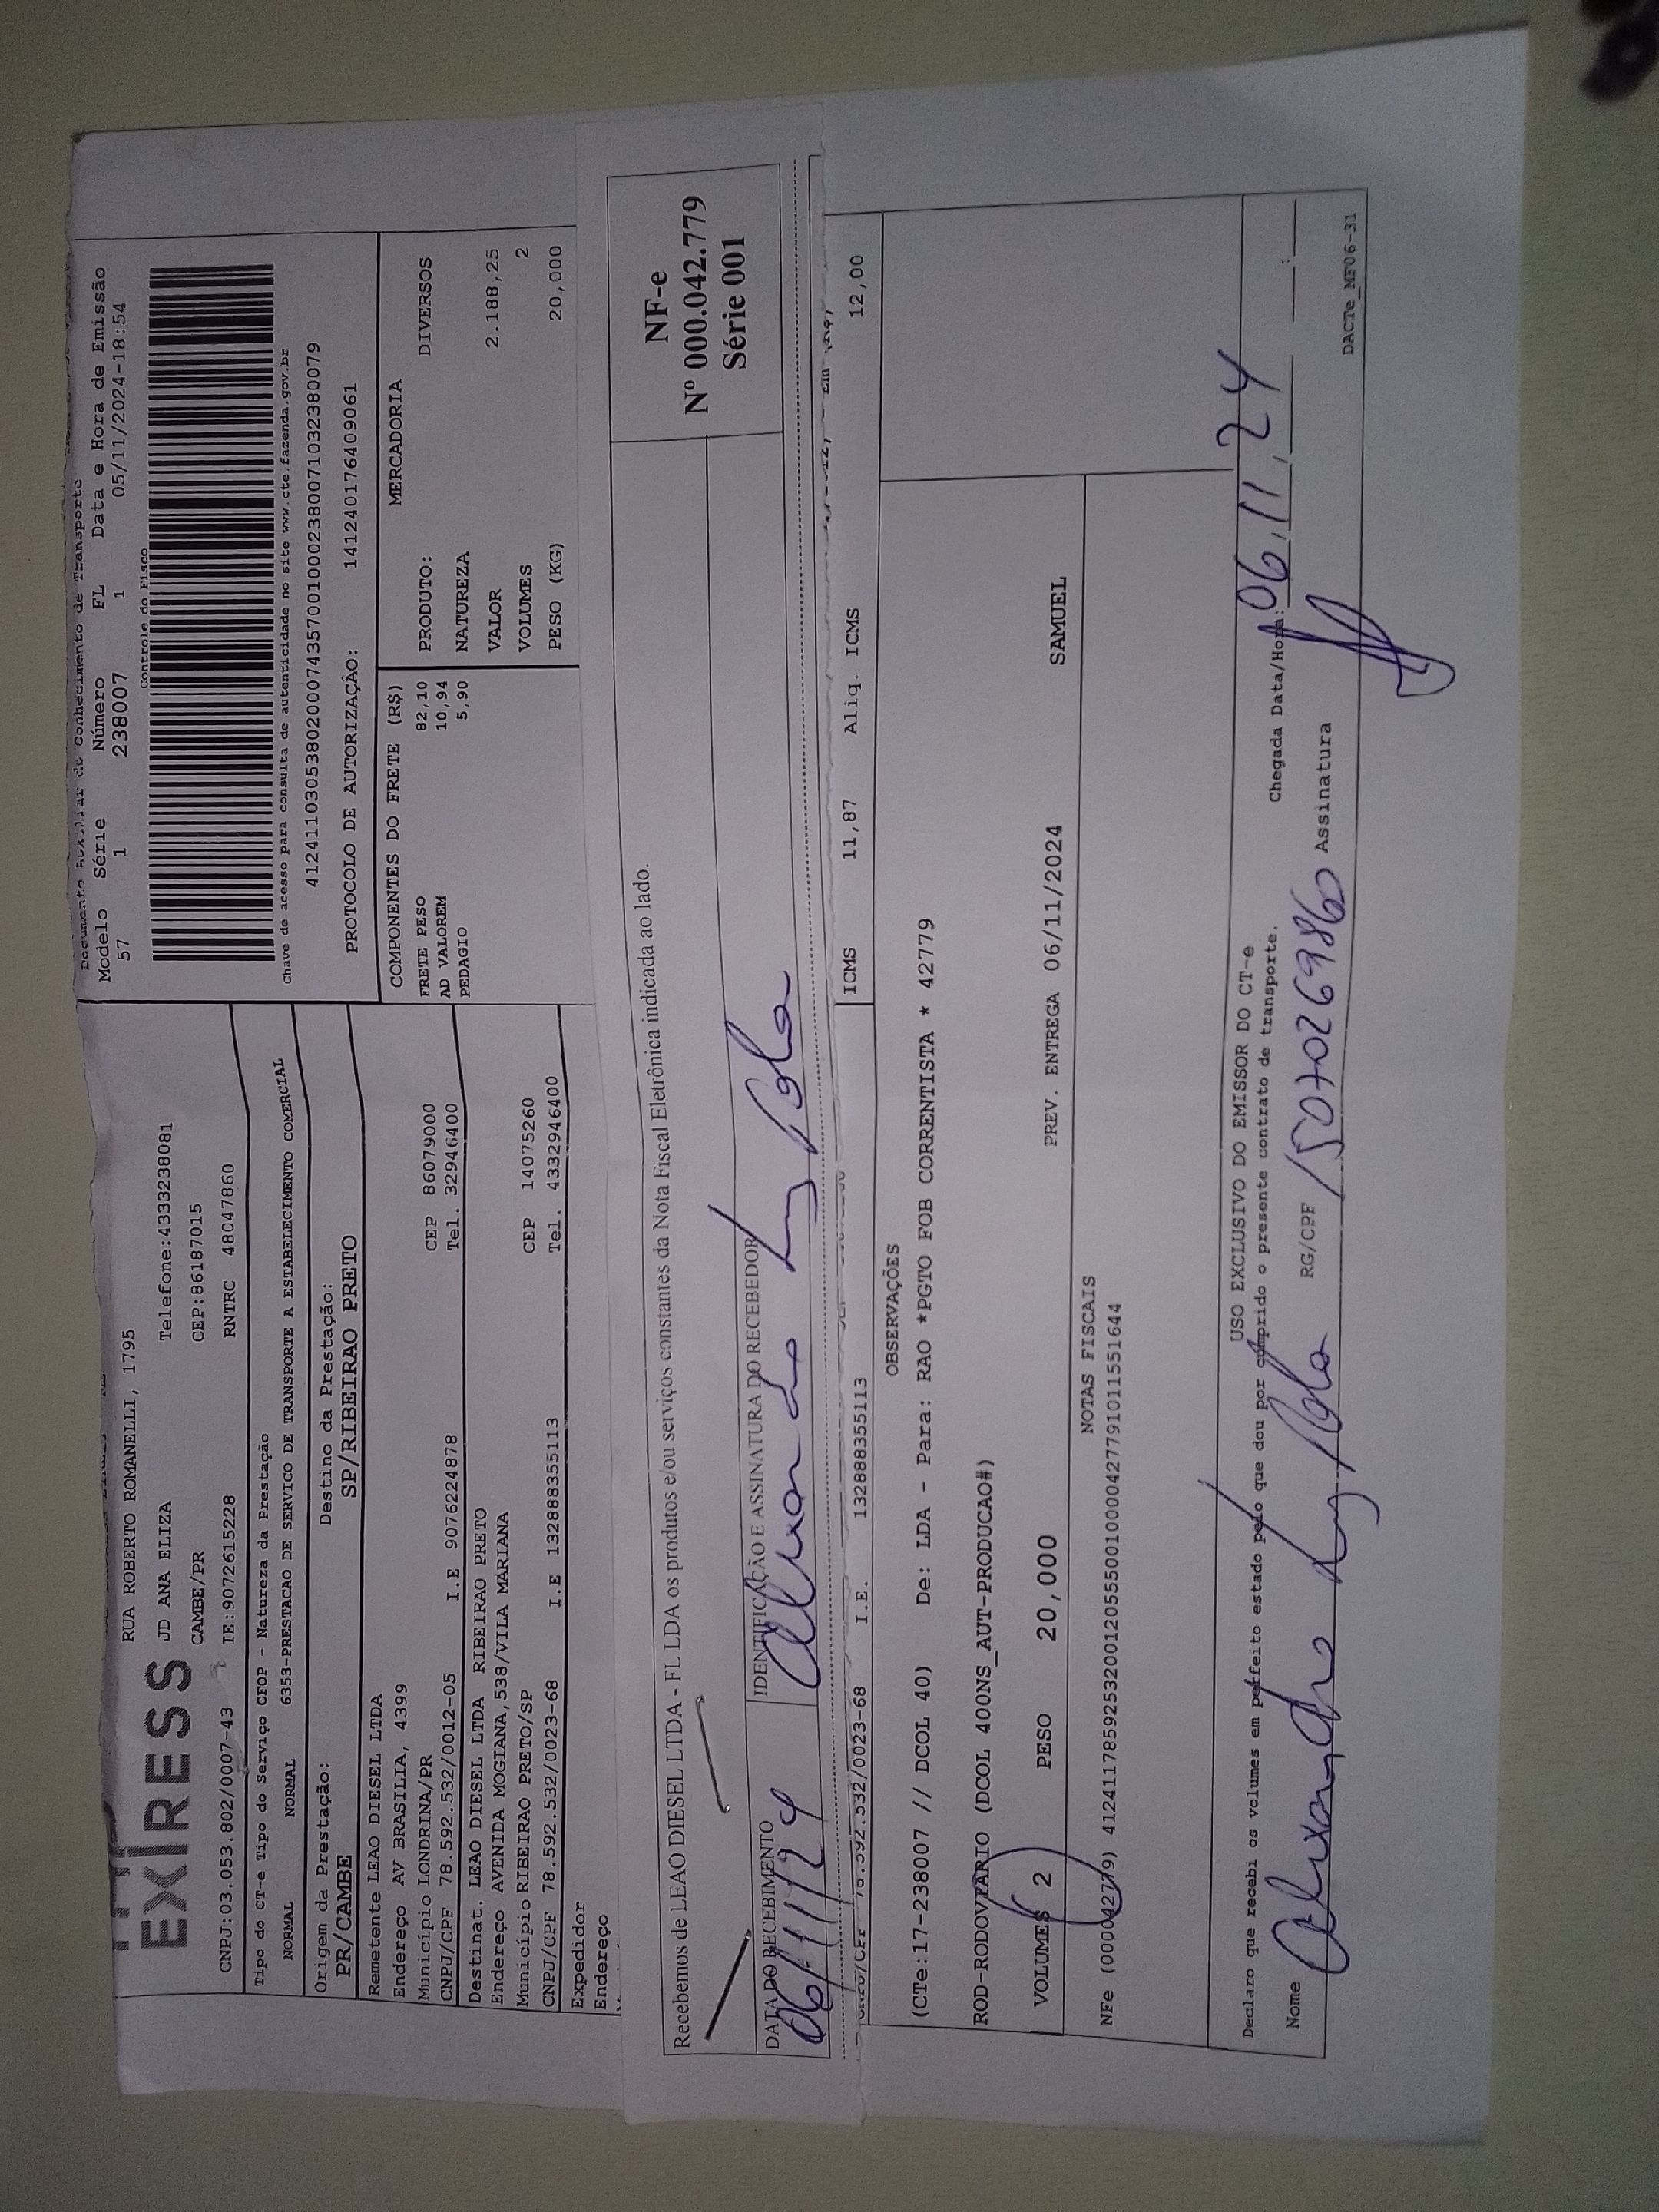 EXPRESS
RUA ROBERTO ROMANELLI, 1795
JD ANA ELIZA Telefone:4333238081
CAMBE/PR CEP:86187015
CNPJ:03.053.802/0007-43 IE:9072615228 RNTRC 48047860
Tipo do CT-e Tipo do Serviço CFOP - Natureza da Prestação
NORMAL NORMAL 6353-PRESTACAO DE SERVICO DE TRANSPORTE A ESTABELECIMENTO COMERCIAL
Origem da Prestação: Destino da Prestação:
PR/CAMBE SP/RIBEIRAO PRETO
Remetente LEAO DIESEL LTDA
Endereço AV BRASILIA, 4399
Município LONDRINA/PR CEP 86079000
CNPJ/CPF 78.592.532/0012-05 I.E 9076224878 Tel. 32946400
Destinat. LEAO DIESEL LTDA RIBEIRAO PRETO
Endereço AVENIDA MOGIANA,538/VILA MARIANA
Município RIBEIRAO PRETO/SP CEP 14075260
CNPJ/CPF 78.592.532/0023-68 I.E 132888355113 Tel. 4332946400
Expedidor
Endereço
Documento Auxiliar do Conhecimento de Transporte
Modelo Série Número FL Data e Hora de Emissão
57 1 238007 1 05/11/2024-18:54
Controle do Fisco
Chave de acesso para consulta de autenticidade no site www.cte.fazenda.gov.br
41241103053802000743570010002380071032380079
PROTOCOLO DE AUTORIZAÇÃO: 141240176409061
COMPONENTES DO FRETE (R$)
FRETE PESO 82,10
AD VALOREM 10,94
PEDAGIO 5,90
MERCADORIA
PRODUTO: DIVERSOS
NATUREZA
VALOR 2.188,25
VOLUMES 2
PESO (KG) 20,000
Recebemos de LEAO DIESEL LTDA - FL LDA os produtos e/ou serviços constantes da Nota Fiscal Eletrônica indicada ao lado.
NF-e
Nº 000.042.779
Série 001
DATA DO RECEBIMENTO IDENTIFICAÇÃO E ASSINATURA DO RECEBEDOR
06/11/24 Alexandre
CNPJ/CPF 78.592.532/0023-68 I.E. 132888355113 ICMS 11,87 Aliq. ICMS 12,00
OBSERVAÇÕES
(CTe:17-238007 // DCOL 40) De: LDA - Para: RAO *PGTO FOB CORRENTISTA * 42779
ROD-RODOVIARIO (DCOL 400NS_AUT-PRODUCAO#)
VOLUMES 2 PESO 20,000 PREV. ENTREGA 06/11/2024 SAMUEL
NOTAS FISCAIS
NFe (000042779) 41241178592532001205550010000427791011551644
USO EXCLUSIVO DO EMISSOR DO CT-e
Declaro que recebi os volumes em perfeito estado pelo que dou por cumprido o presente contrato de transporte.
Chegada Data/Hora: 06/11/24
Nome Alexandre RG/CPF 15070269860 Assinatura
DACTe_MF06-31